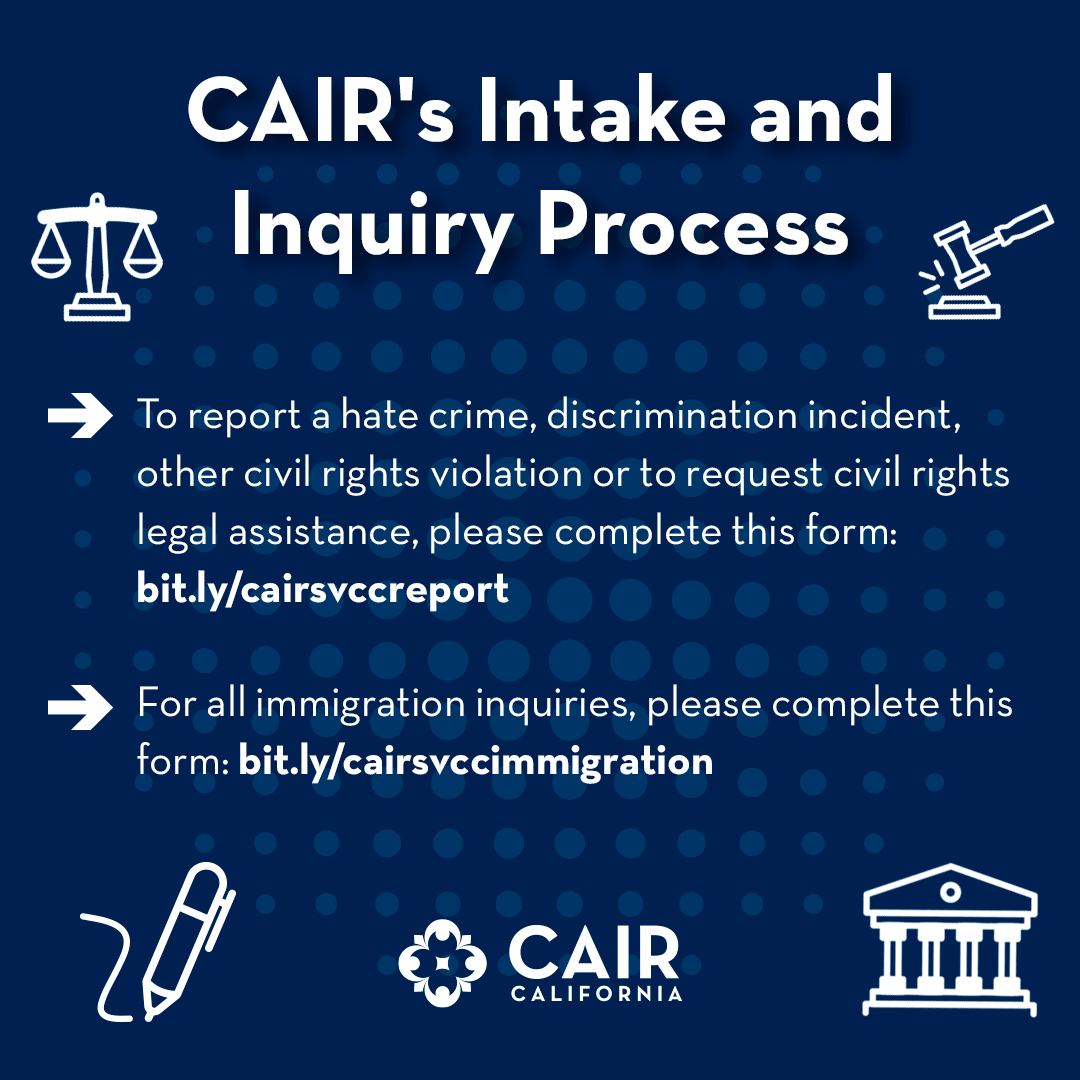 CAIR's Intake and
Inquiry Process
To report a hate crime, discrimination incident,
other civil rights violation or to request civil rights
legal assistance, please complete this form:
bit.ly/cairsvccreport
For all immigration inquiries, please complete this
form: bit.ly/cairsvccimmigration
CAIR
CALIFORNIA